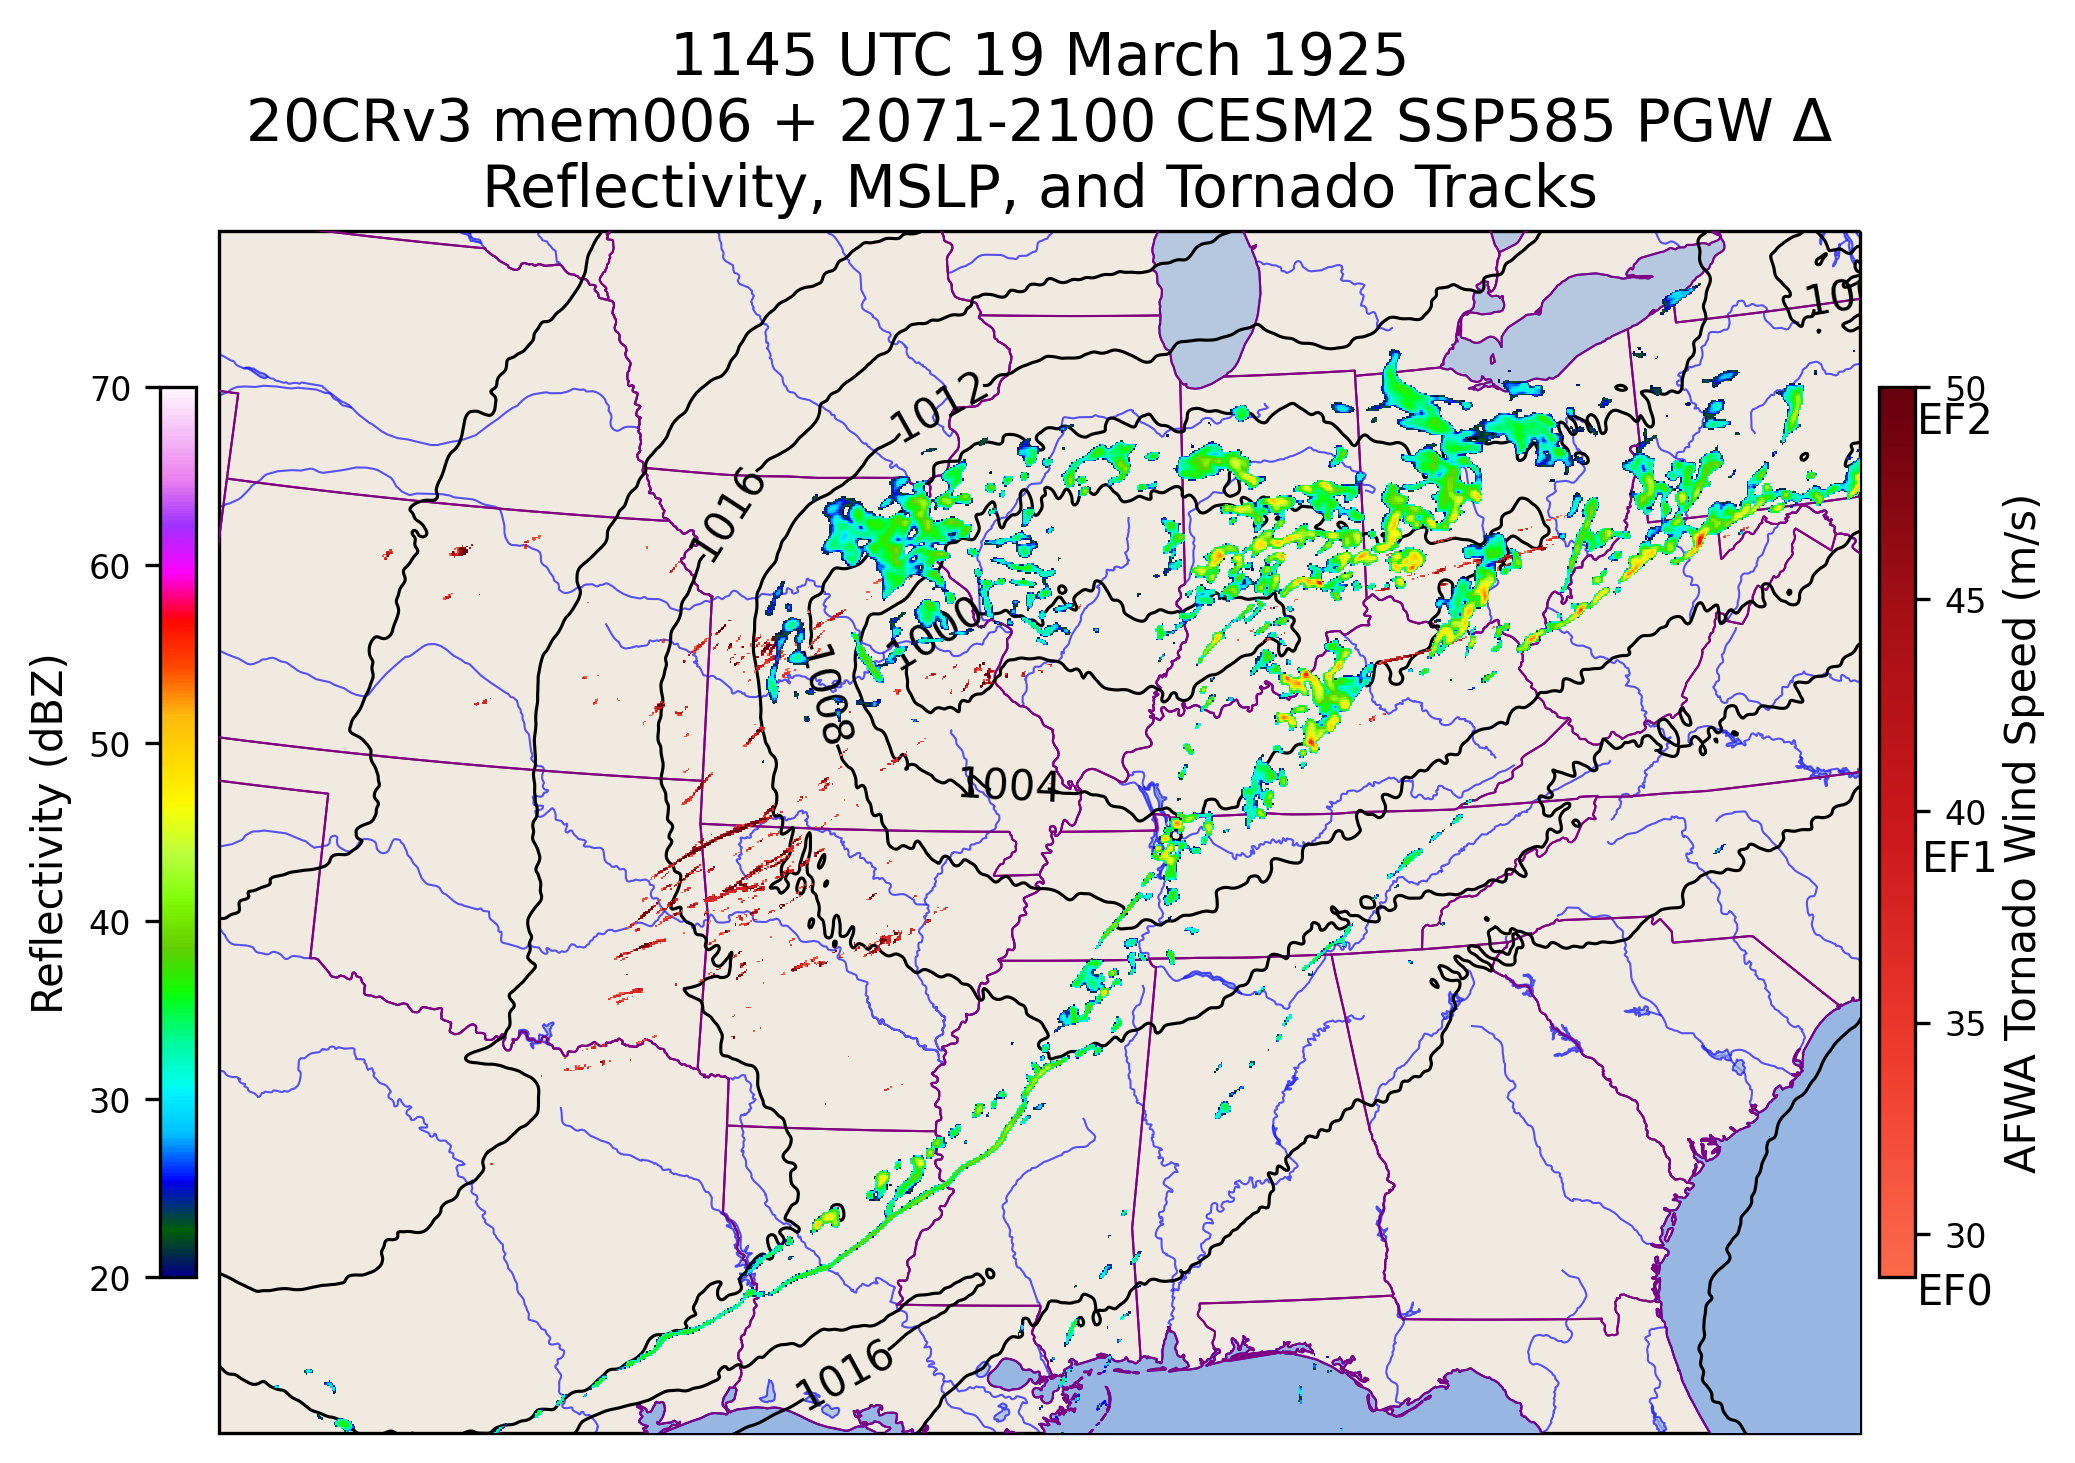 1145 UTC 19 March 1925
20CRv3 mem006 + 2071-2100 CESM2 SSP585 PGW Δ
Reflectivity, MSLP, and Tornado Tracks
Reflectivity (dBZ)
70
60
50
40
30
20
1012
1016
1000
1008
1004
1016
50
EF2
45
40
EF1
35
30
EF0
AFWA Tornado Wind Speed (m/s)